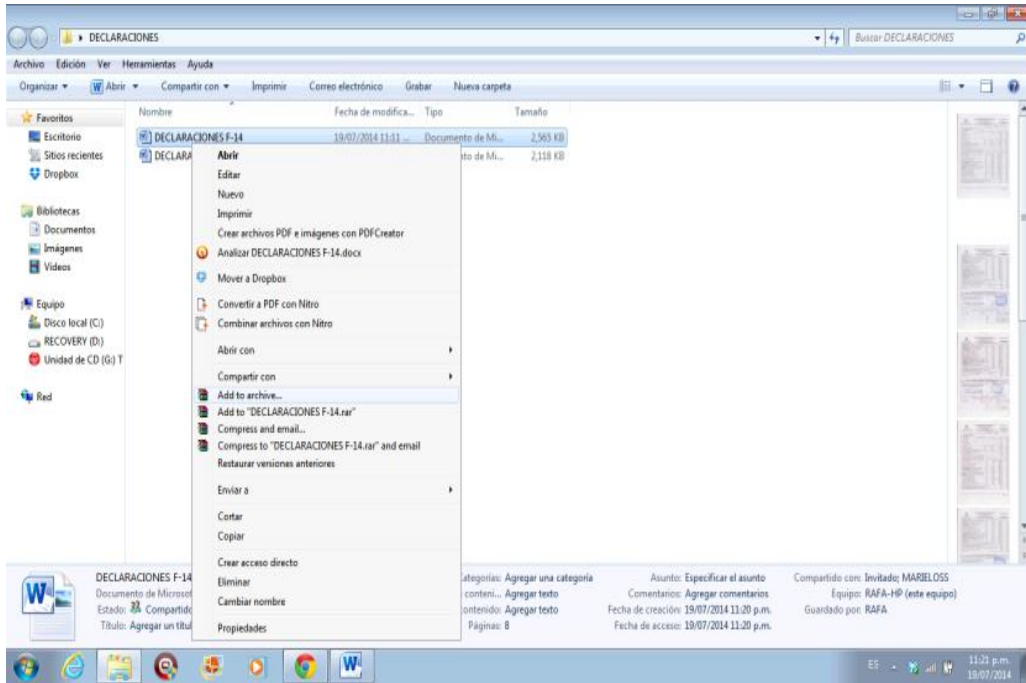 DECLARACIONES
Buscar DECLARACIONES
Archivo Edición Ver Herramientas Ayuda
Organizar Abrir Compartir con Imprimir Correo electrónico Grabar Nueva carpeta
Nombre Fecha de modifica... Tipo Tamaño
Favoritos
Escritorio
Sitios recientes
Dropbox
Bibliotecas
Documentos
Imágenes
Videos
Equipo
Disco local (C:)
RECOVERY (D:)
Unidad de CD (G:) T
Red
DECLARACIONES F-14 19/07/2014 11:11 ... Documento de Mi... 2,565 KB
DECLARA nto de Mi... 2,118 KB
Abrir
Editar
Nuevo
Imprimir
Crear archivos PDF e imágenes con PDFCreator
Analizar DECLARACIONES F-14.docx
Mover a Dropbox
Convertir a PDF con Nitro
Combinar archivos con Nitro
Abrir con
Compartir con
Add to archive...
Add to "DECLARACIONES F-14.rar"
Compress and email...
Compress to "DECLARACIONES F-14.rar" and email
Restaurar versiones anteriores
Enviar a
Cortar
Copiar
Crear acceso directo
Eliminar
Cambiar nombre
Propiedades
DECLARACIONES F-14
Documento de Microsof
Estado: Compartido
Título: Agregar un títul
Categorías: Agregar una categoría
conteni... Agregar texto
contenido: Agregar texto
Páginas: 8
Asunto: Especificar el asunto
Comentarios: Agregar comentarios
Fecha de creación: 19/07/2014 11:20 p.m.
Fecha de acceso: 19/07/2014 11:20 p.m.
Compartido con: Invitado; MARIELOSS
Equipo: RAFA-HP (este equipo)
Guardado por: RAFA
ES
11:21 p.m.
19/07/2014